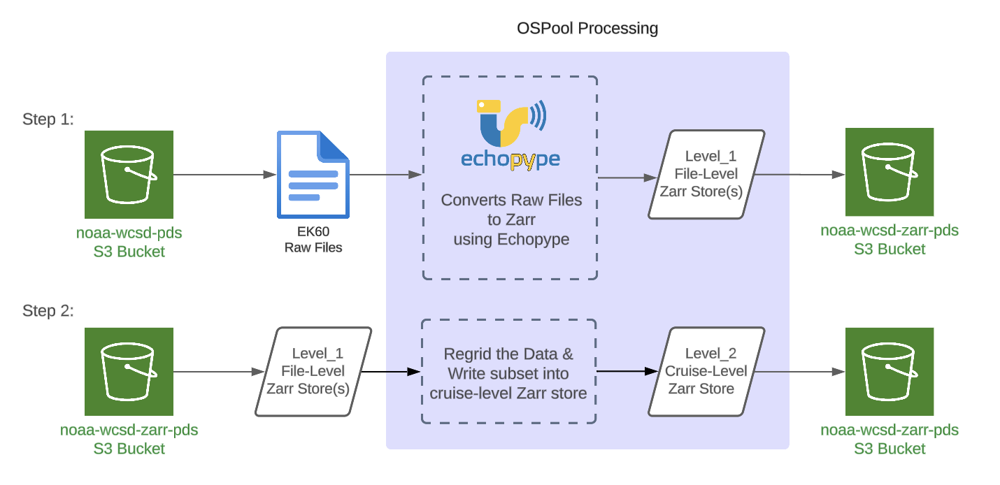 OSPool Processing
Step 1:
noaa-wcsd-pds
S3 Bucket
EK60
Raw Files
echopype
Converts Raw Files
to Zarr
using Echopype
Level_1
File-Level
Zarr Store(s)
noaa-wcsd-zarr-pds
S3 Bucket
Step 2:
noaa-wcsd-zarr-pds
S3 Bucket
Level_1
File-Level
Zarr Store(s)
Regrid the Data &
Write subset into
cruise-level Zarr store
Level_2
Cruise-Level
Zarr Store
noaa-wcsd-zarr-pds
S3 Bucket